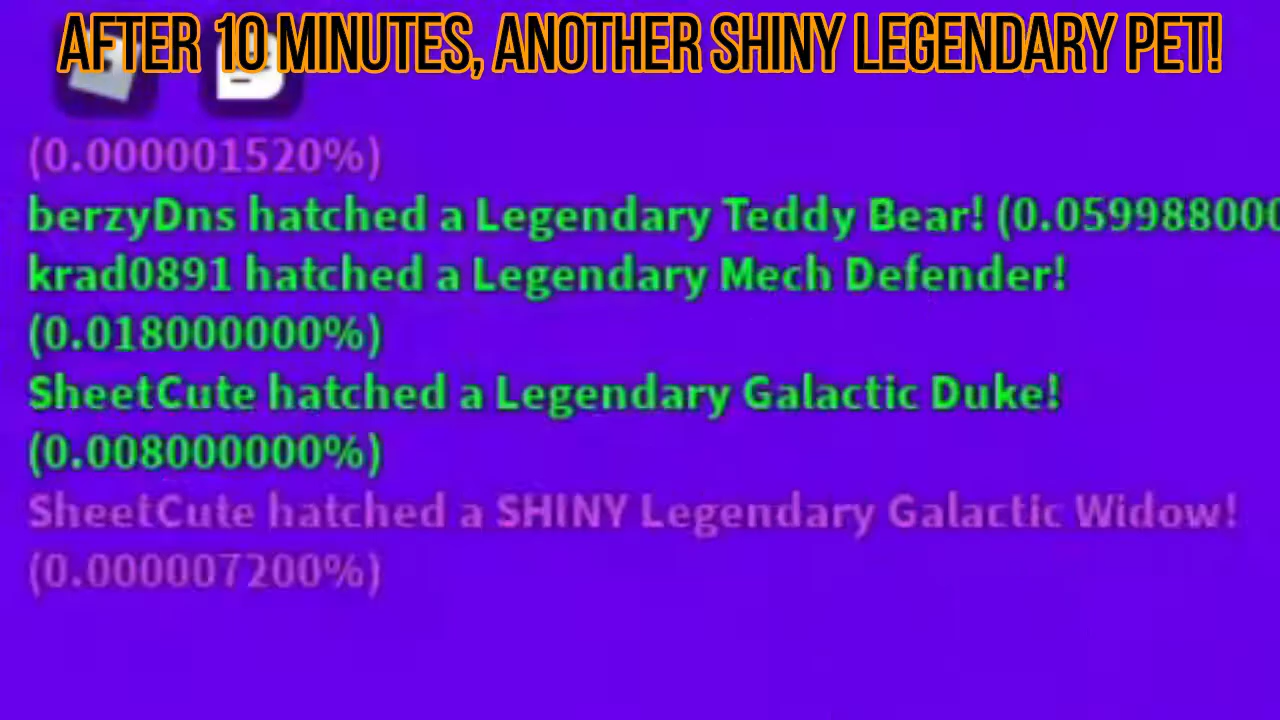 AFTER 10 MINUTES, ANOTHER SHINY LEGENDARY PET!
(0.000001520%)
berzyDns hatched a Legendary Teddy Bear! (0.059988000
krad0891 hatched a Legendary Mech Defender!
(0.018000000%)
SheetCute hatched a Legendary Galactic Duke!
(0.008000000%)
SheetCute hatched a SHINY Legendary Galactic Widow!
(0.000007200%)